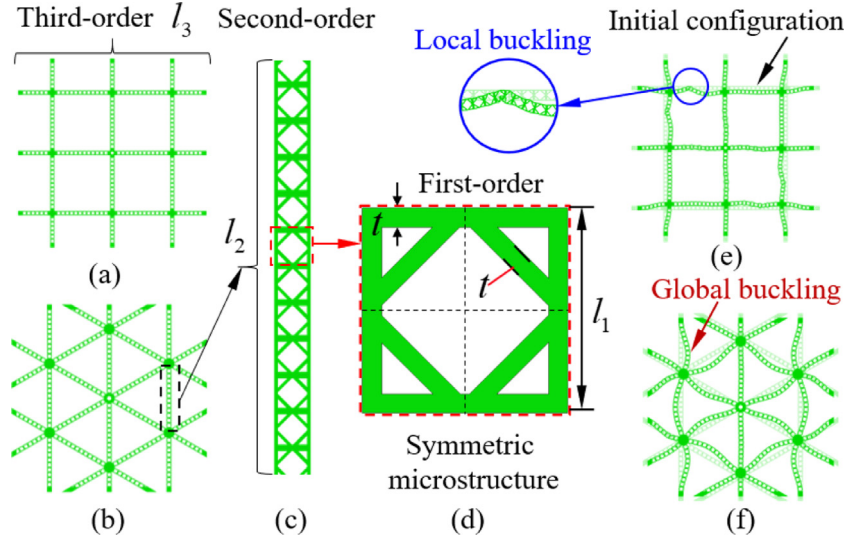 Third-order l₃
Second-order
Local buckling
Initial configuration
First-order
t
t
l₁
l₂
(a)
(e)
Global buckling
Symmetric
microstructure
(b)
(c)
(d)
(f)